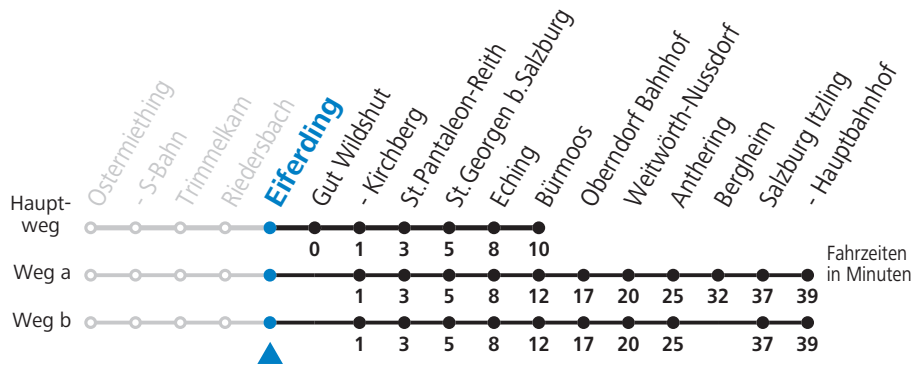 Ostermiething
- S-Bahn
Trimmelkam
Riedersbach
Eiferding
Gut Wildshut
- Kirchberg
St.Pantaleon-Reith
St.Georgen b.Salzburg
Eching
Bürmoos
Oberndorf Bahnhof
Weitwörth-Nussdorf
Anthering
Bergheim
Salzburg Itzling
- Hauptbahnhof
Haupt-
weg
0 1 3 5 8 10
Fahrzeiten
in Minuten
Weg a
1 3 5 8 12 17 20 25 32 37 39
Weg b
1 3 5 8 12 17 20 25 37 39